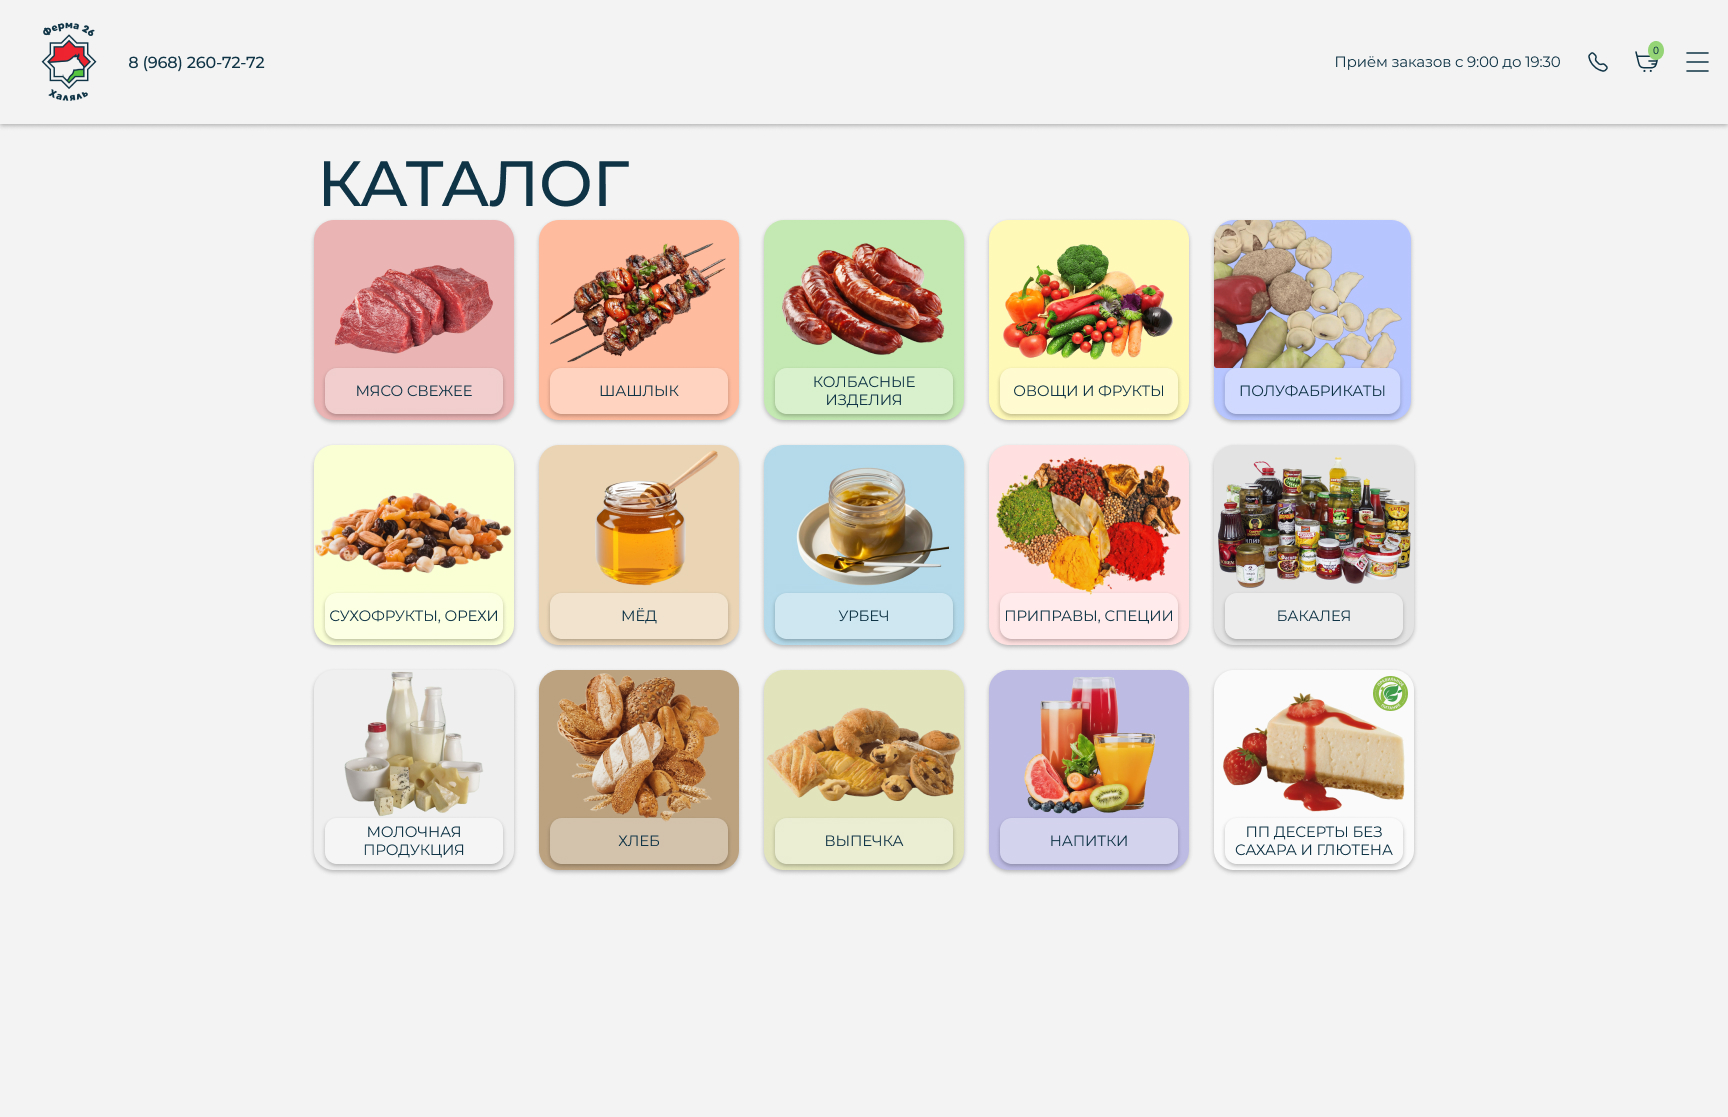 Ферма 26
Халяль
8 (968) 260-72-72
Приём заказов с 9:00 до 19:30
0
КАТАЛОГ
МЯСО СВЕЖЕЕ
ШАШЛЫК
КОЛБАСНЫЕ
ИЗДЕЛИЯ
ОВОЩИ И ФРУКТЫ
ПОЛУФАБРИКАТЫ
СУХОФРУКТЫ, ОРЕХИ
МЁД
УРБЕЧ
ПРИПРАВЫ, СПЕЦИИ
БАКАЛЕЯ
МОЛОЧНАЯ
ПРОДУКЦИЯ
ХЛЕБ
ВЫПЕЧКА
НАПИТКИ
ПП ДЕСЕРТЫ БЕЗ
САХАРА И ГЛЮТЕНА